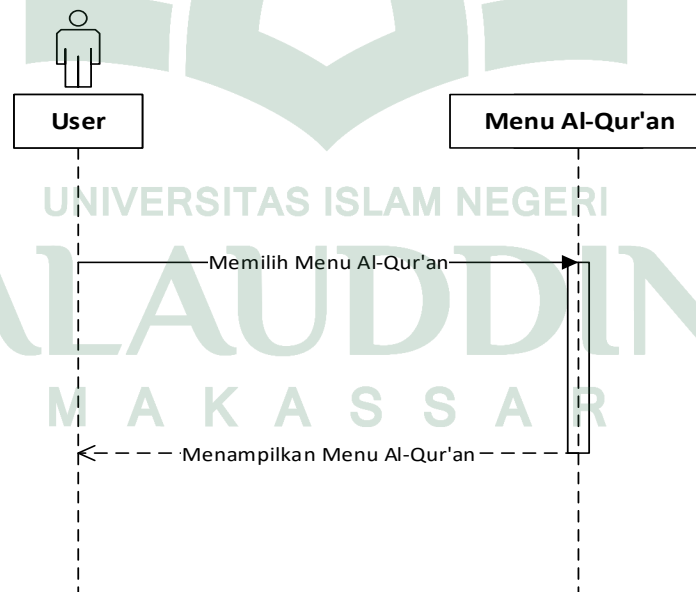 User
Menu Al-Qur'an
UNIVERSITAS ISLAM NEGERI
Memilih Menu Al-Qur'an
ALAUDDIN
MAKASSAR
Menampilkan Menu Al-Qur'an